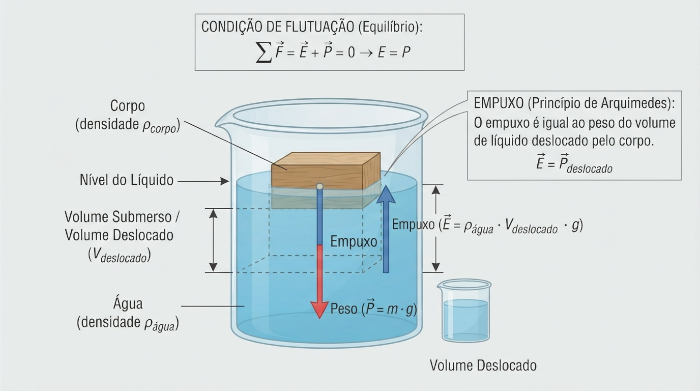 CONDIÇÃO DE FLUTUAÇÃO (Equilíbrio):
∑ F⃗ = E⃗ + P⃗ = 0 → E = P
Corpo
(densidade ρcorpo)
EMPUXO (Princípio de Arquimedes):
O empuxo é igual ao peso do volume
de líquido deslocado pelo corpo.
E⃗ = P⃗deslocado
Nível do Líquido
Volume Submerso /
Volume Deslocado
(Vdeslocado)
Empuxo (E⃗ = ρágua · Vdeslocado · g)
Empuxo
Água
(densidade ρágua)
Peso (P⃗ = m · g)
Volume Deslocado